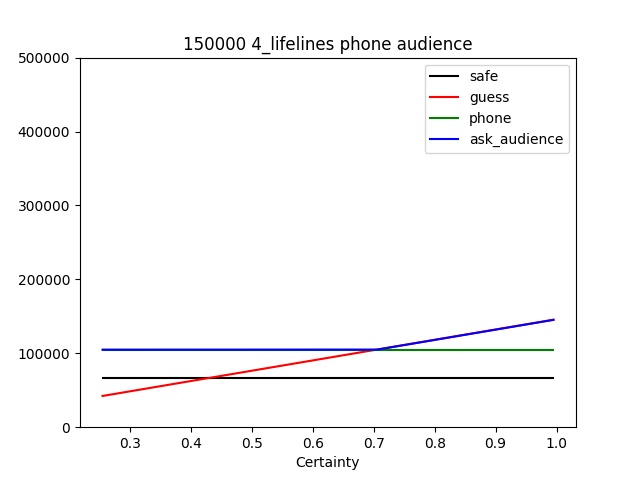 150000 4_lifelines phone audience
500000
400000
300000
200000
100000
0
safe
guess
phone
ask_audience
0.3 0.4 0.5 0.6 0.7 0.8 0.9 1.0
Certainty